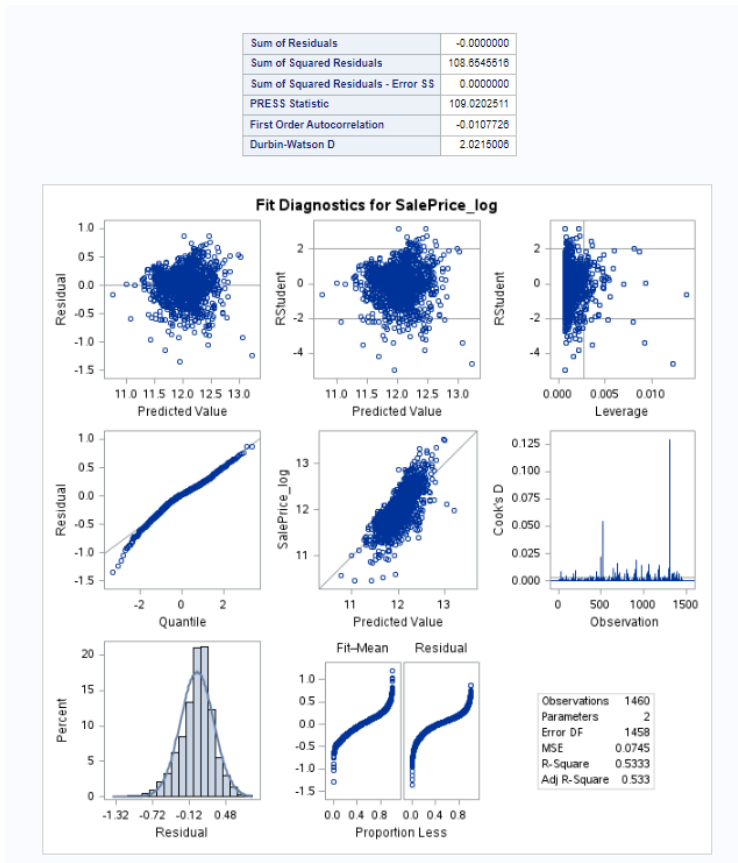 Sum of Residuals -0.0000000
Sum of Squared Residuals 108.6545516
Sum of Squared Residuals - Error SS 0.0000000
PRESS Statistic 109.0202511
First Order Autocorrelation -0.0107726
Durbin-Watson D 2.0215006
Fit Diagnostics for SalePrice_log
1.0
0.5
0.0
-0.5
-1.0
-1.5
Residual
11.0 11.5 12.0 12.5 13.0
Predicted Value
2
0
-2
-4
RStudent
11.0 11.5 12.0 12.5 13.0
Predicted Value
2
0
-2
-4
RStudent
0.000 0.005 0.010
Leverage
1.0
0.5
0.0
-0.5
-1.0
-1.5
Residual
-2 0 2
Quantile
13
12
11
SalePrice_log
11 12 13
Predicted Value
0.125
0.100
0.075
0.050
0.025
0.000
Cook's D
0 500 1000 1500
Observation
20
15
10
5
0
Percent
-1.32 -0.72 -0.12 0.48
Residual
Fit–Mean Residual
1.0
0.5
0.0
-0.5
-1.0
-1.5
0.0 0.4 0.8 0.0 0.4 0.8
Proportion Less
Observations 1460
Parameters 2
Error DF 1458
MSE 0.0745
R-Square 0.5333
Adj R-Square 0.533